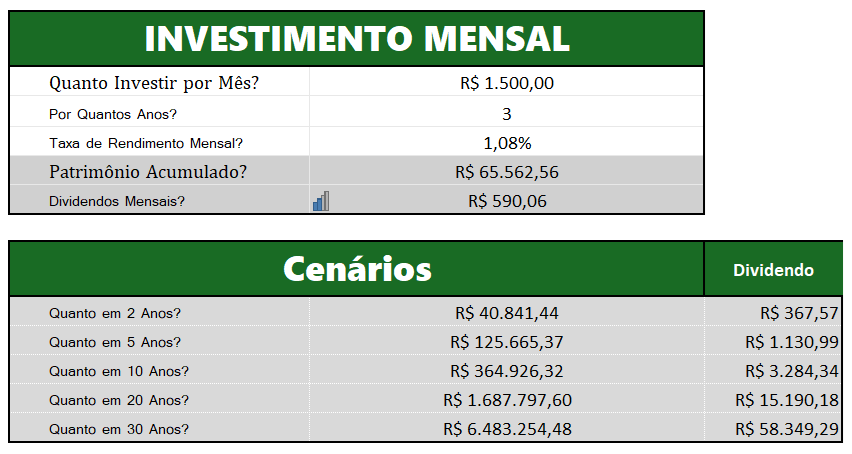 INVESTIMENTO MENSAL
Quanto Investir por Mês? R$ 1.500,00
Por Quantos Anos? 3
Taxa de Rendimento Mensal? 1,08%
Patrimônio Acumulado? R$ 65.562,56
Dividendos Mensais? R$ 590,06
Cenários Dividendo
Quanto em 2 Anos? R$ 40.841,44 R$ 367,57
Quanto em 5 Anos? R$ 125.665,37 R$ 1.130,99
Quanto em 10 Anos? R$ 364.926,32 R$ 3.284,34
Quanto em 20 Anos? R$ 1.687.797,60 R$ 15.190,18
Quanto em 30 Anos? R$ 6.483.254,48 R$ 58.349,29